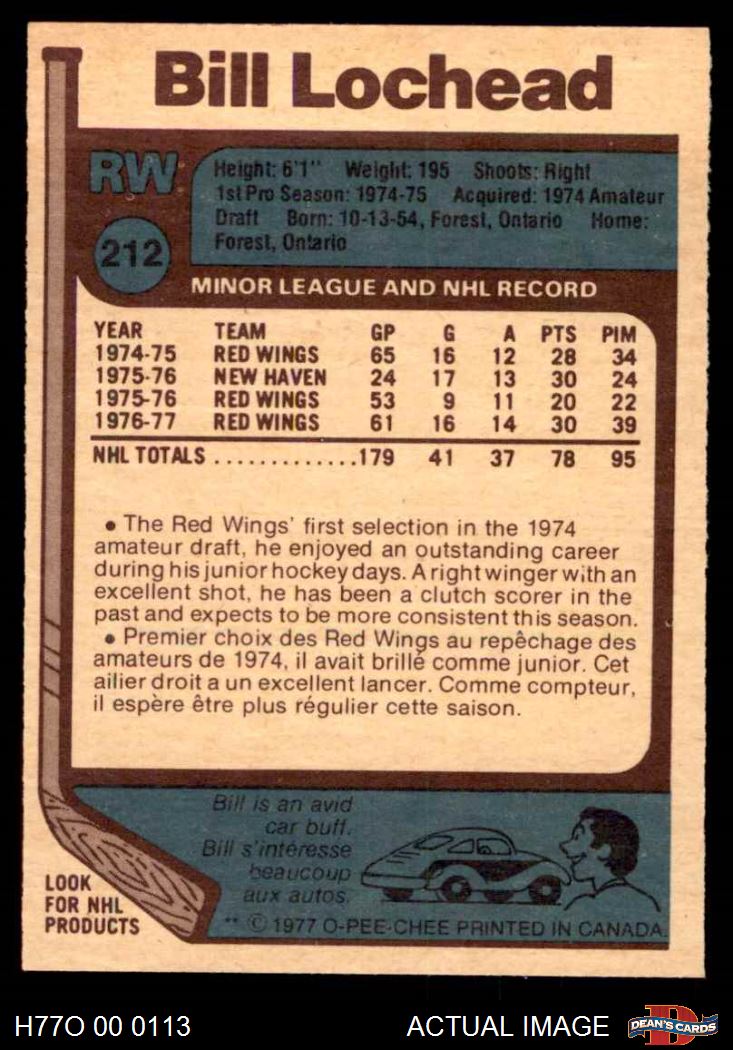 Bill Lochead
RW
Height: 6'1" Weight: 195 Shoots: Right
1st Pro Season: 1974-75 Acquired: 1974 Amateur
Draft Born: 10-13-54, Forest, Ontario Home:
Forest, Ontario
212
MINOR LEAGUE AND NHL RECORD
YEAR TEAM GP G A PTS PIM
1974-75 RED WINGS 65 16 12 28 34
1975-76 NEW HAVEN 24 17 13 30 24
1975-76 RED WINGS 53 9 11 20 22
1976-77 RED WINGS 61 16 14 30 39
NHL TOTALS .............179 41 37 78 95
• The Red Wings' first selection in the 1974
amateur draft, he enjoyed an outstanding career
during his junior hockey days. A right winger with an
excellent shot, he has been a clutch scorer in the
past and expects to be more consistent this season.
• Premier choix des Red Wings au repêchage des
amateurs de 1974, il avait brillé comme junior. Cet
ailier droit a un excellent lancer. Comme compteur,
il espère être plus régulier cette saison.
Bill is an avid
car buff.
Bill s'intéresse
beaucoup
aux autos.
LOOK
FOR NHL
PRODUCTS
** © 1977 O-PEE-CHEE PRINTED IN CANADA.
H77O 00 0113
ACTUAL IMAGE
D
DEAN'S CARDS